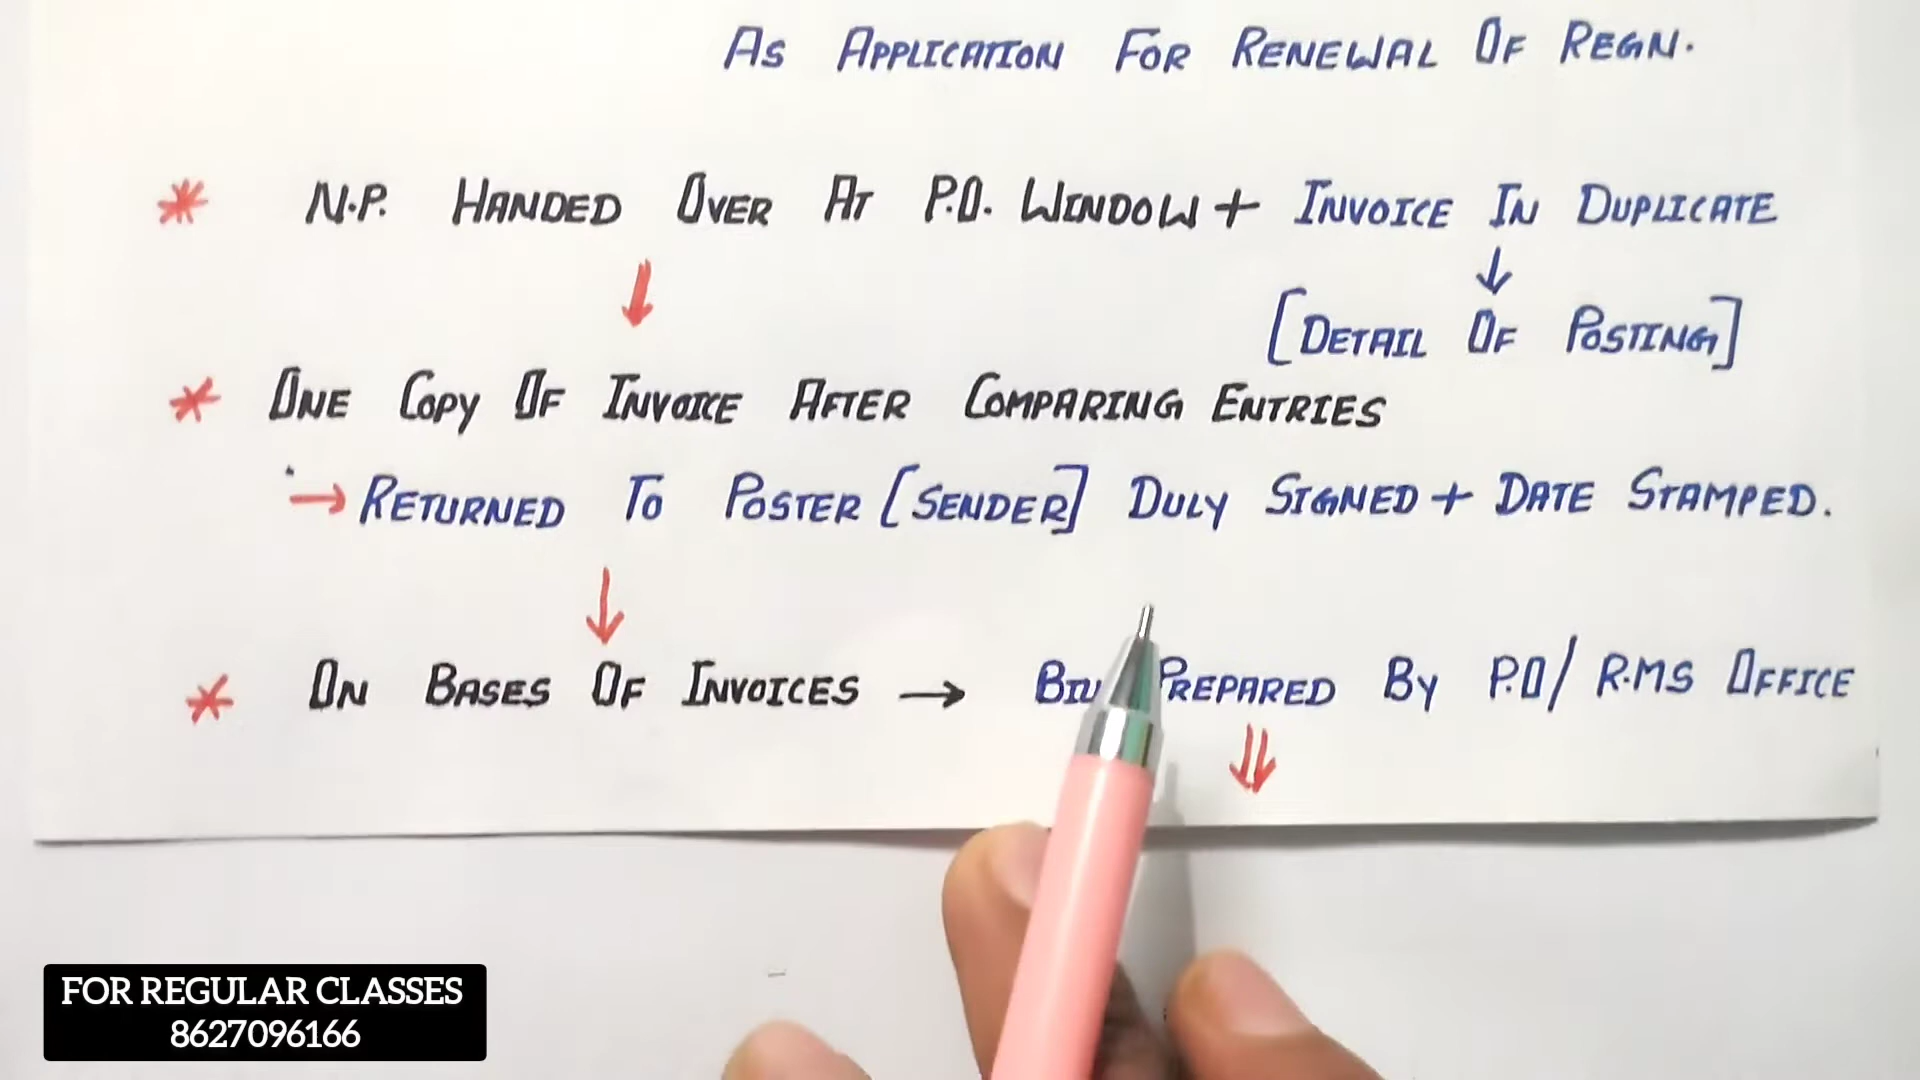 AS APPLICATION FOR RENEWAL OF REGN.
* N.P. HANDED OVER AT P.O. WINDOW + INVOICE IN DUPLICATE
↓ ↓
[DETAIL OF POSTING]
* ONE COPY OF INVOICE AFTER COMPARING ENTRIES
→ RETURNED TO POSTER [SENDER] DULY SIGNED + DATE STAMPED.
↓
* ON BASES OF INVOICES → PREPARED BY P.O/ R.MS OFFICE
⇓
FOR REGULAR CLASSES
8627096166